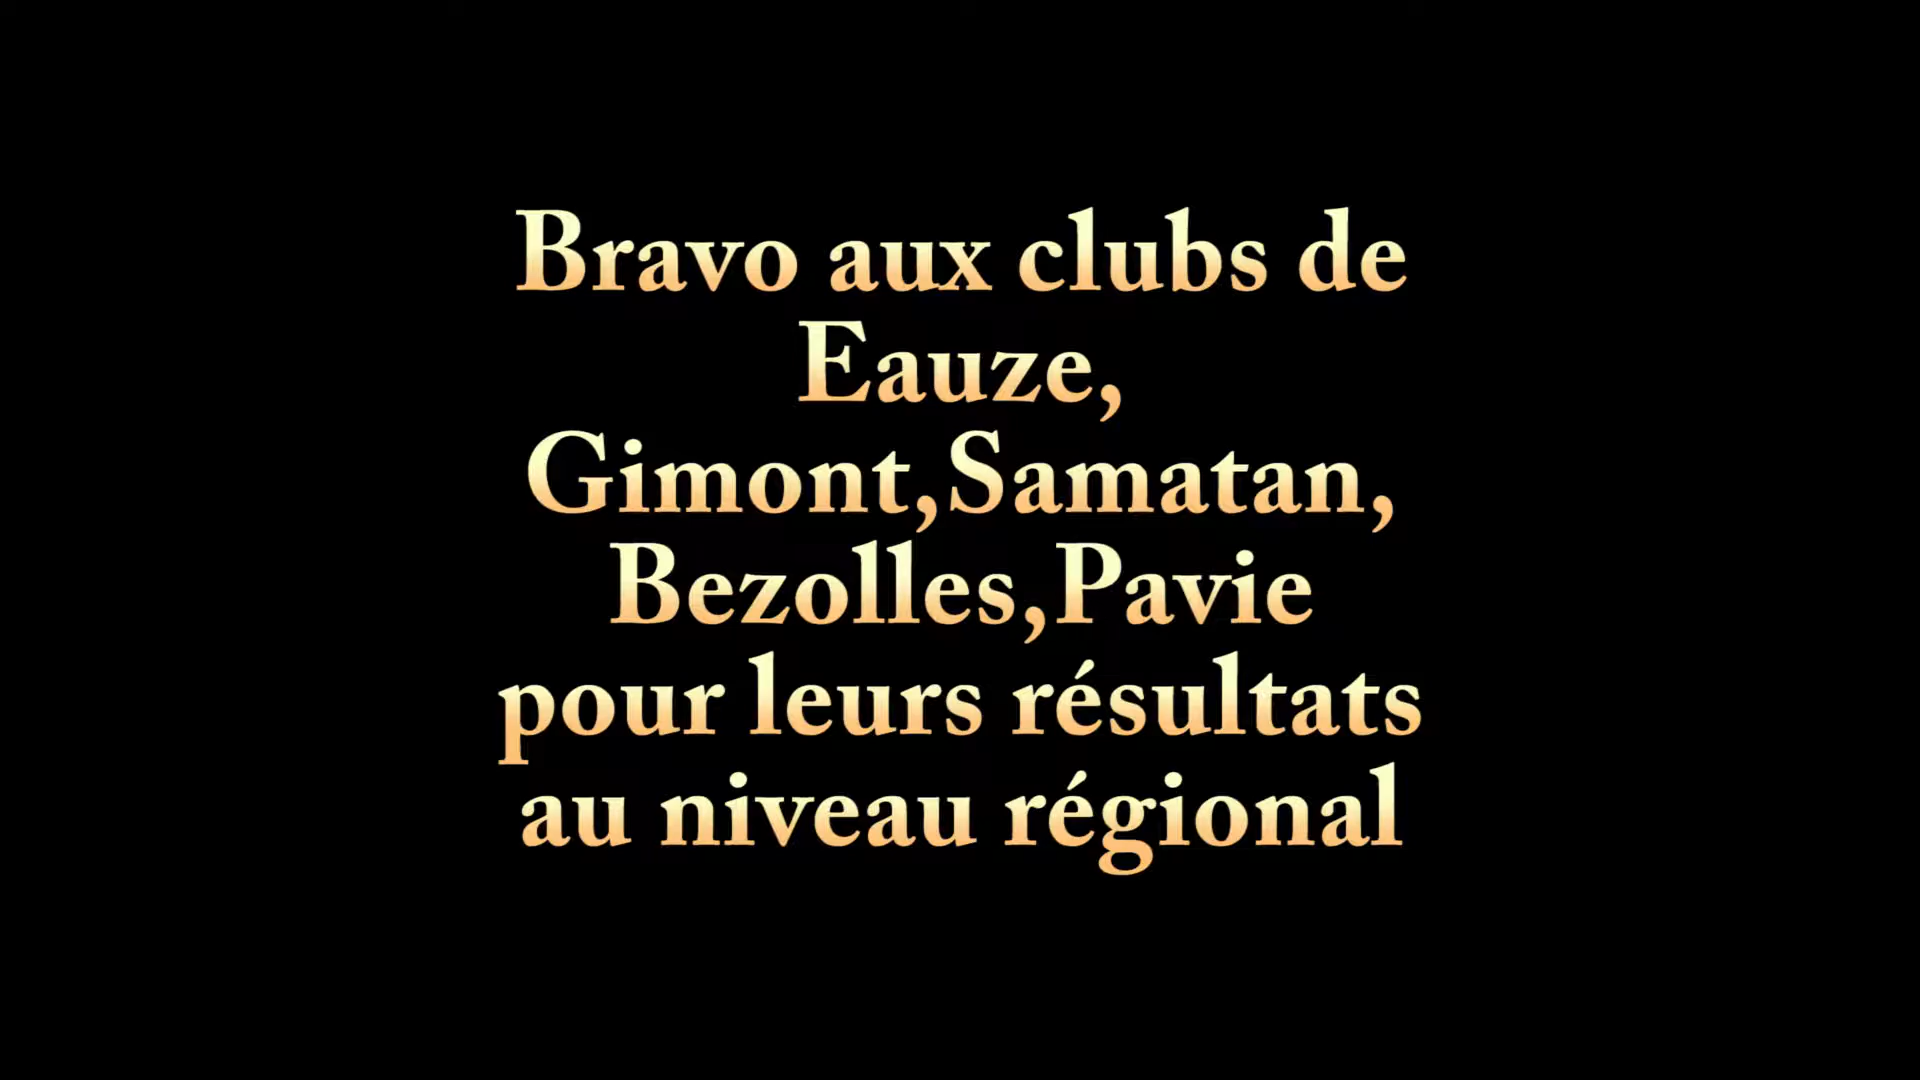 Bravo aux clubs de
Eauze,
Gimont,Samatan,
Bezolles,Pavie
pour leurs résultats
au niveau régional